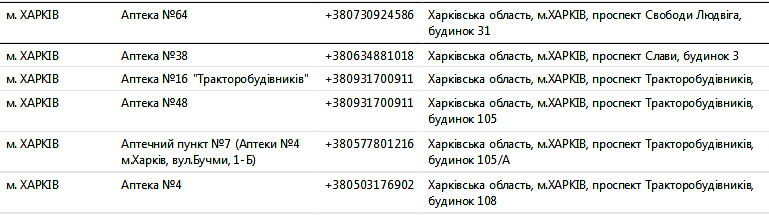 м. ХАРКІВ Аптека №64 +380730924586 Харківська область, м.ХАРКІВ, проспект Свободи Людвіга,
будинок 31
м. ХАРКІВ Аптека №38 +380634881018 Харківська область, м.ХАРКІВ, проспект Слави, будинок 3
м. ХАРКІВ Аптека №16 "Тракторобудівників" +380931700911 Харківська область, м.ХАРКІВ, проспект Тракторобудівників,
м. ХАРКІВ Аптека №48 +380931700911 Харківська область, м.ХАРКІВ, проспект Тракторобудівників,
будинок 105
м. ХАРКІВ Аптечний пункт №7 (Аптеки №4 +380577801216 Харківська область, м.ХАРКІВ, проспект Тракторобудівників,
м.Харків, вул.Бучми, 1-Б) будинок 105/А
м. ХАРКІВ Аптека №4 +380503176902 Харківська область, м.ХАРКІВ, проспект Тракторобудівників,
будинок 108